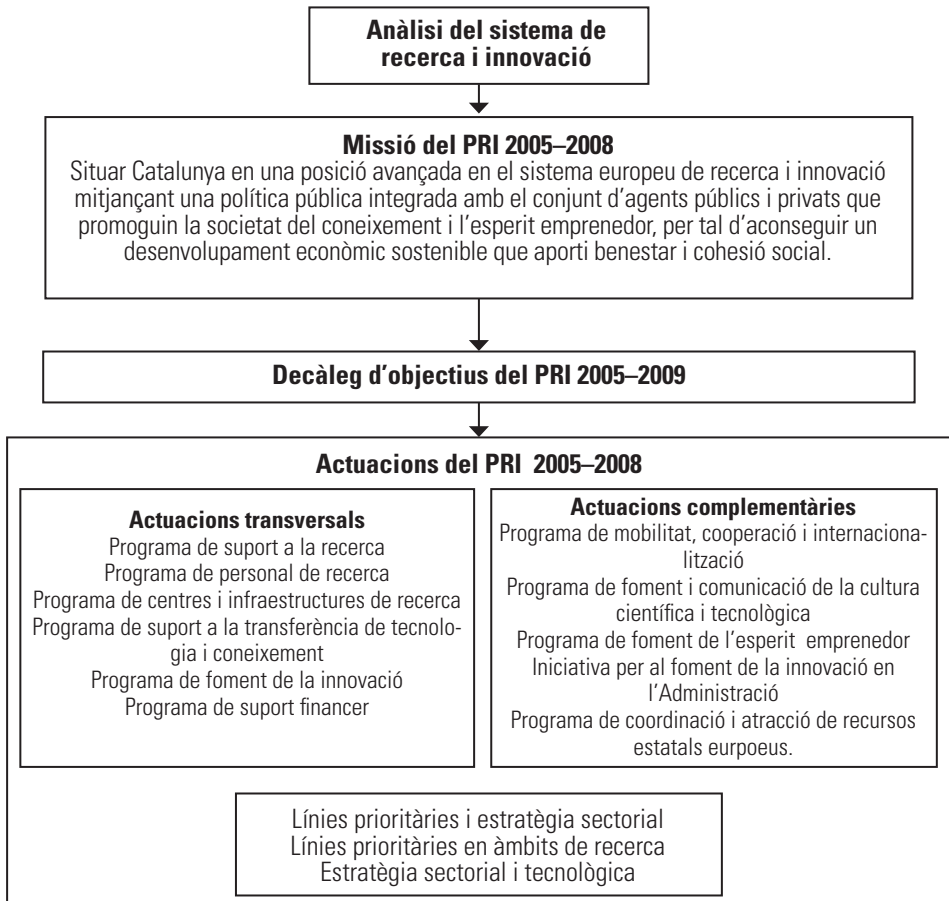 Anàlisi del sistema de
recerca i innovació
Missió del PRI 2005–2008
Situar Catalunya en una posició avançada en el sistema europeu de recerca i innovació
mitjançant una política pública integrada amb el conjunt d'agents públics i privats que
promoguin la societat del coneixement i l'esperit emprenedor, per tal d'aconseguir un
desenvolupament econòmic sostenible que aporti benestar i cohesió social.
Decàleg d'objectius del PRI 2005–2009
Actuacions del PRI 2005–2008
Actuacions transversals
Programa de suport a la recerca
Programa de personal de recerca
Programa de centres i infraestructures de recerca
Programa de suport a la transferència de tecnolo-
gia i coneixement
Programa de foment de la innovació
Programa de suport financer
Actuacions complementàries
Programa de mobilitat, cooperació i internaciona-
lització
Programa de foment i comunicació de la cultura
científica i tecnològica
Programa de foment de l'esperit emprenedor
Iniciativa per al foment de la innovació en
l'Administració
Programa de coordinació i atracció de recursos
estatals eurpoeus.
Línies prioritàries i estratègia sectorial
Línies prioritàries en àmbits de recerca
Estratègia sectorial i tecnològica